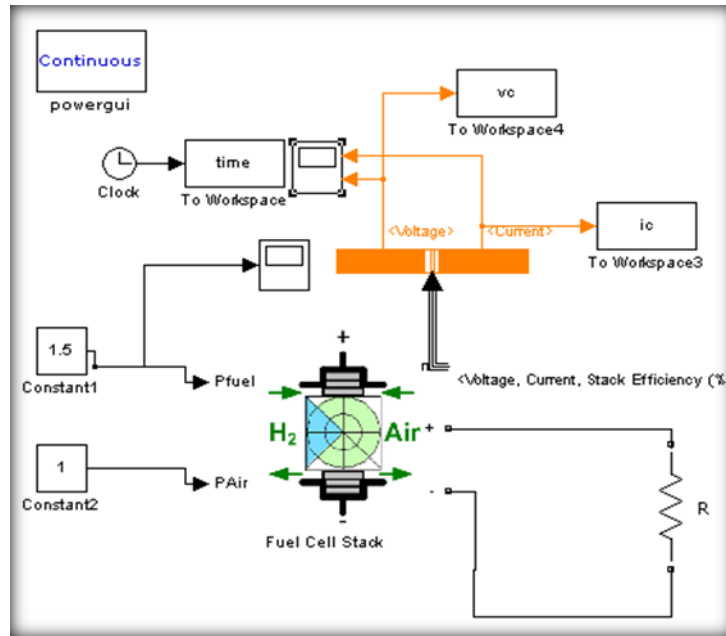 Continuous
powergui
vc
To Workspace4
time
Clock
To Workspace
<Voltage>
<Current>
ic
To Workspace3
1.5
Constant1
Pfuel
+
H2
Air
m
<Voltage, Current, Stack Efficiency (%
+
1
Constant2
PAir
-
-
Fuel Cell Stack
R